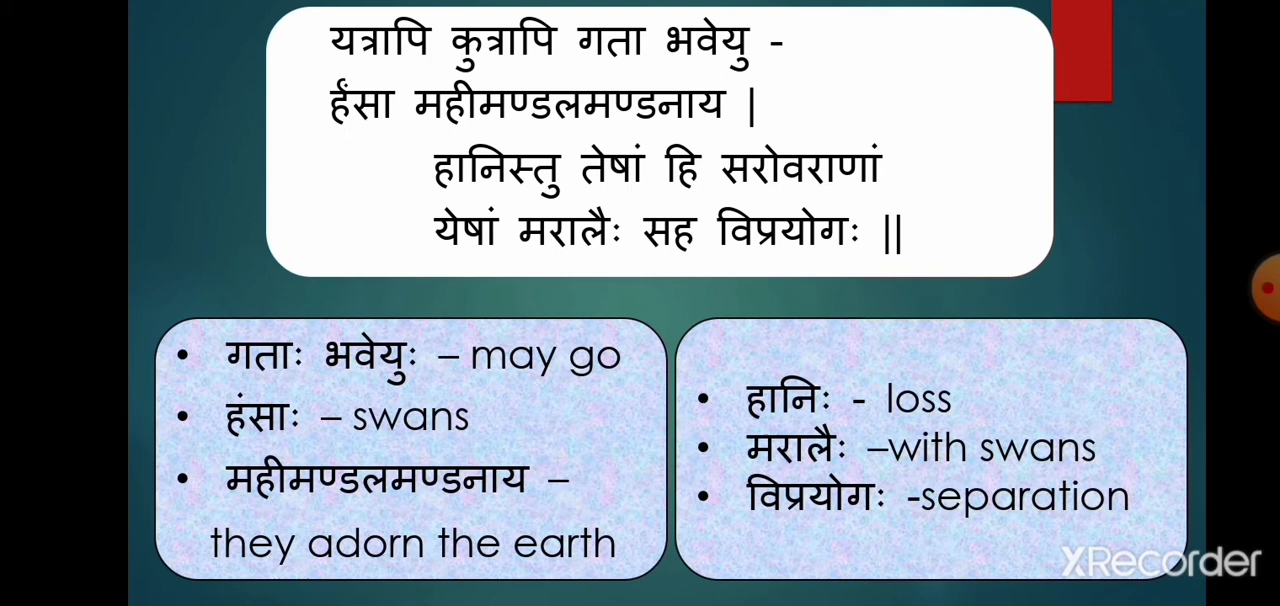 यत्रापि कुत्रापि गता भवेयु -
र्हंसा महीमण्डलमण्डनाय |
हानिस्तु तेषां हि सरोवराणां
येषां मरालैः सह विप्रयोगः ||
• गताः भवेयुः – may go
• हंसाः – swans
• महीमण्डलमण्डनाय –
they adorn the earth
• हानिः - loss
• मरालैः –with swans
• विप्रयोगः -separation
XRecorder